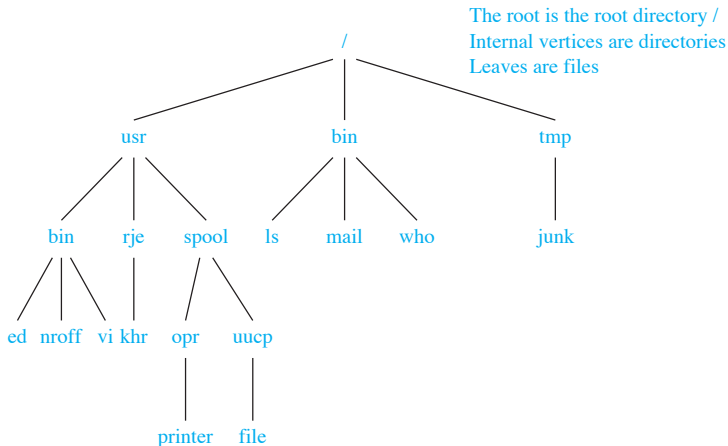 The root is the root directory /
Internal vertices are directories
Leaves are files
/
usr bin tmp
bin rje spool ls mail who junk
ed nroff vi khr opr uucp
printer file